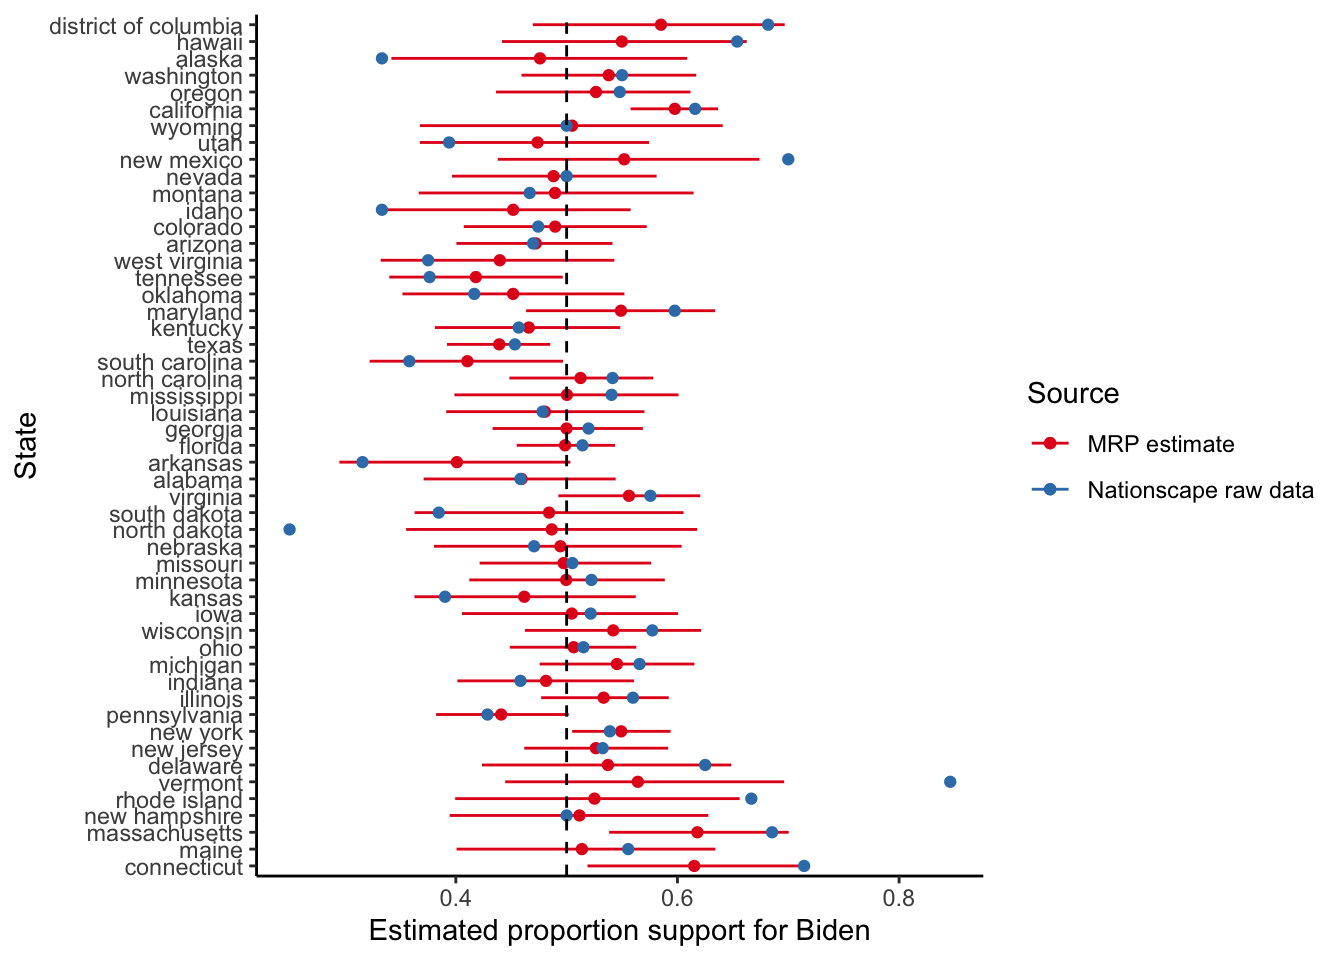 district of columbia
hawaii
alaska
washington
oregon
california
wyoming
utah
new mexico
nevada
montana
idaho
colorado
arizona
west virginia
tennessee
oklahoma
maryland
kentucky
texas
south carolina
north carolina
mississippi
louisiana
georgia
florida
arkansas
alabama
virginia
south dakota
north dakota
nebraska
missouri
minnesota
kansas
iowa
wisconsin
ohio
michigan
indiana
illinois
pennsylvania
new york
new jersey
delaware
vermont
rhode island
new hampshire
massachusetts
maine
connecticut
State
0.4 0.6 0.8
Estimated proportion support for Biden
Source
MRP estimate
Nationscape raw data